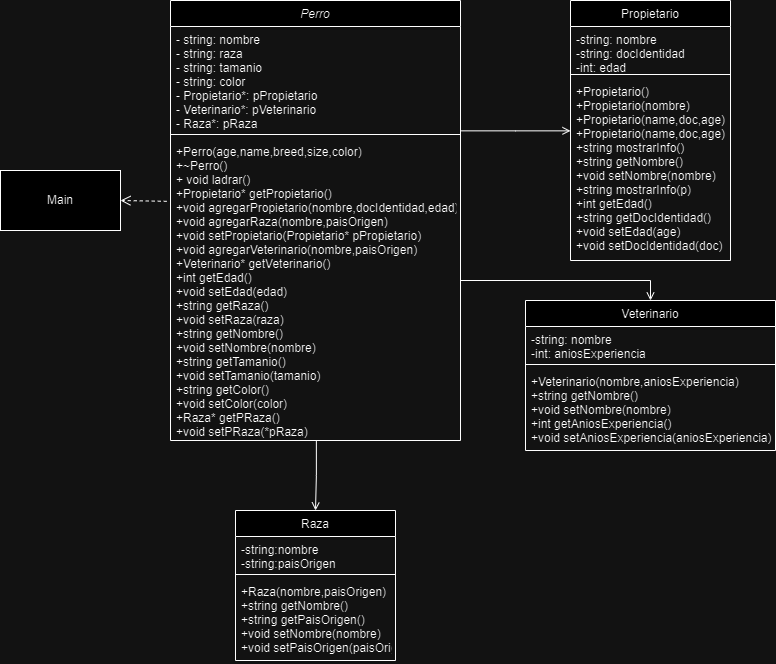 Perro
- string: nombre
- string: raza
- string: tamanio
- string: color
- Propietario*: pPropietario
- Veterinario*: pVeterinario
- Raza*: pRaza
+Perro(age,name,breed,size,color)
+~Perro()
+ void ladrar()
+Propietario* getPropietario()
+void agregarPropietario(nombre,docIdentidad,edad)
+void agregarRaza(nombre,paisOrigen)
+void setPropietario(Propietario* pPropietario)
+void agregarVeterinario(nombre,paisOrigen)
+Veterinario* getVeterinario()
+int getEdad()
+void setEdad(edad)
+string getRaza()
+void setRaza(raza)
+string getNombre()
+void setNombre(nombre)
+string getTamanio()
+void setTamanio(tamanio)
+string getColor()
+void setColor(color)
+Raza* getPRaza()
+void setPRaza(*pRaza)
Propietario
-string: nombre
-string: docIdentidad
-int: edad
+Propietario()
+Propietario(nombre)
+Propietario(name,doc,age)
+Propietario(name,doc,age)
+string mostrarInfo()
+string getNombre()
+void setNombre(nombre)
+string mostrarInfo(p)
+int getEdad()
+string getDocIdentidad()
+void setEdad(age)
+void setDocIdentidad(doc)
Main
Veterinario
-string: nombre
-int: aniosExperiencia
+Veterinario(nombre,aniosExperiencia)
+string getNombre()
+void setNombre(nombre)
+int getAniosExperiencia()
+void setAniosExperiencia(aniosExperiencia)
Raza
-string:nombre
-string:paisOrigen
+Raza(nombre,paisOrigen)
+string getNombre()
+string getPaisOrigen()
+void setNombre(nombre)
+void setPaisOrigen(paisOri